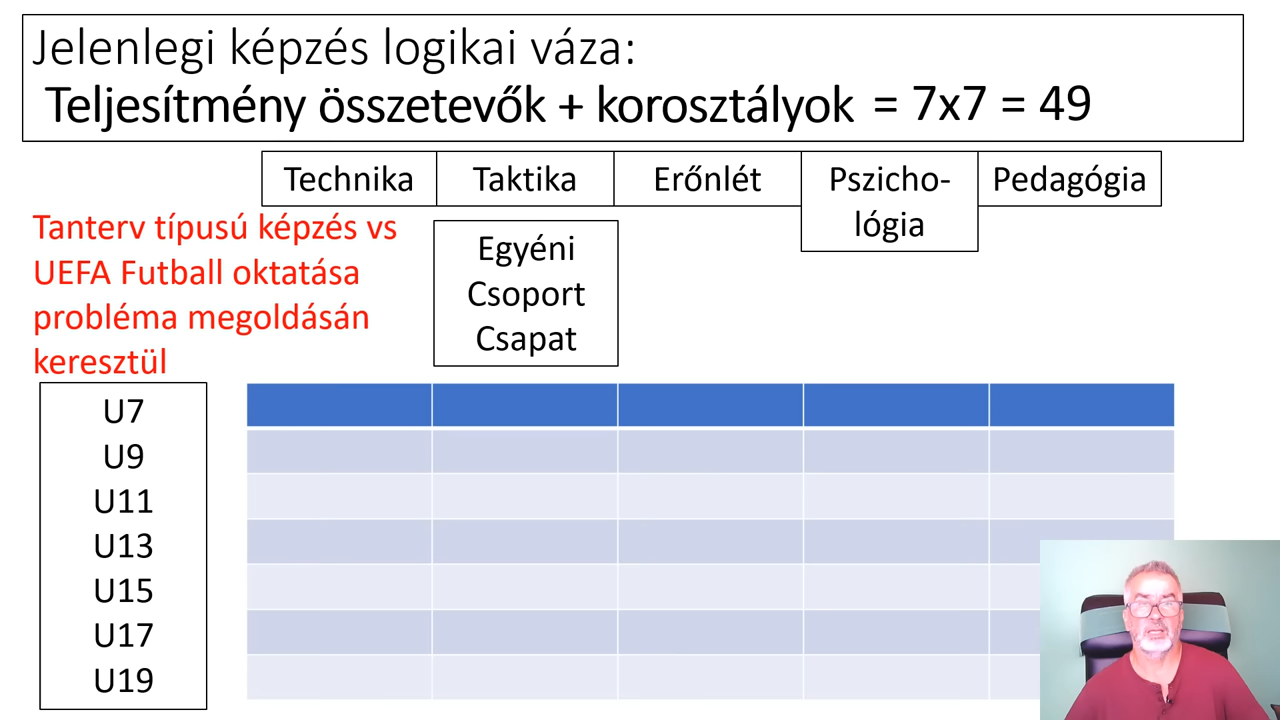 Jelenlegi képzés logikai váza:
Teljesítmény összetevők + korosztályok = 7x7 = 49
Technika
Taktika
Erőnlét
Pszicho-
lógia
Pedagógia
Tanterv típusú képzés vs
UEFA Futball oktatása
probléma megoldásán
keresztül
Egyéni
Csoport
Csapat
U7
U9
U11
U13
U15
U17
U19